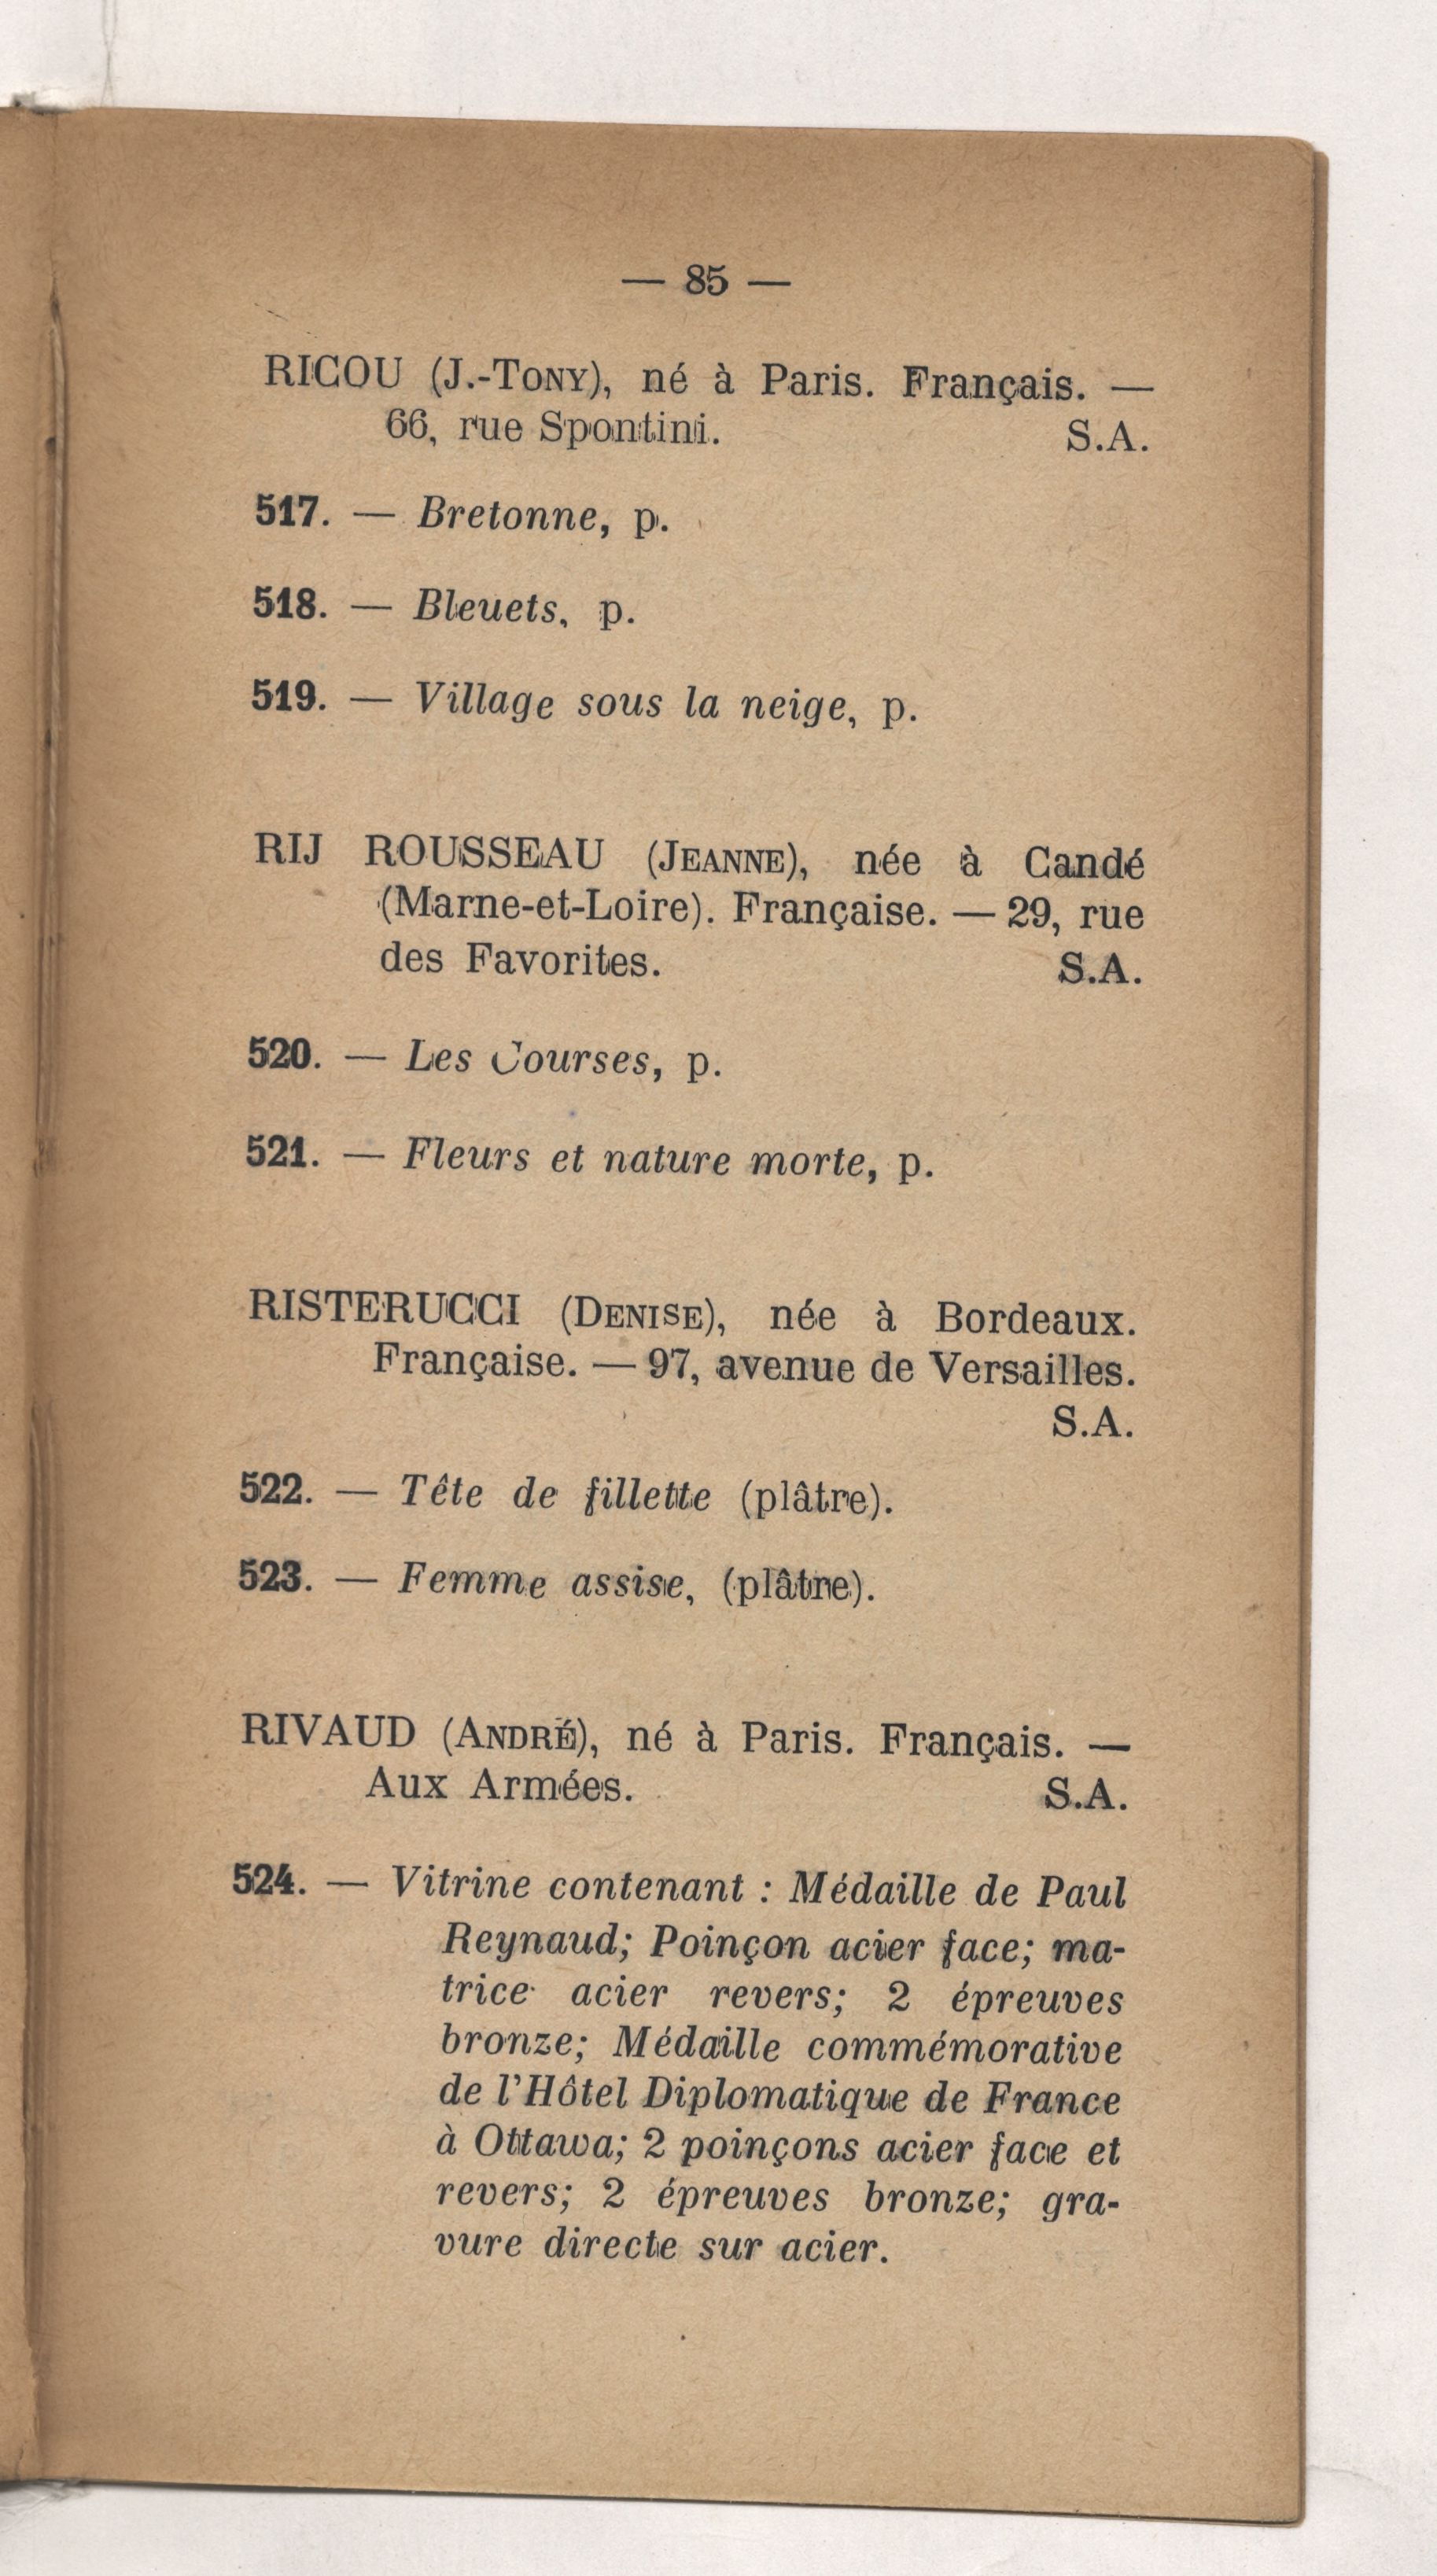 — 85 —
RICOU (J.-TONY), né à Paris. Français. —
66, rue Spontini. S.A.
517. — Bretonne, p.
518. — Bleuets, p.
519. — Village sous la neige, p.
RIJ ROUSSEAU (JEANNE), née à Candé
(Marne-et-Loire). Française. — 29, rue
des Favorites. S.A.
520. — Les Courses, p.
521. — Fleurs et nature morte, p.
RISTERUCCI (DENISE), née à Bordeaux.
Française. — 97, avenue de Versailles.
S.A.
522. — Tête de fillette (plâtre).
523. — Femme assise, (plâtre).
RIVAUD (ANDRÉ), né à Paris. Français. —
Aux Armées. S.A.
524. — Vitrine contenant : Médaille de Paul
Reynaud; Poinçon acier face; ma-
trice acier revers; 2 épreuves
bronze; Médaille commémorative
de l'Hôtel Diplomatique de France
à Ottawa; 2 poinçons acier face et
revers; 2 épreuves bronze; gra-
vure directe sur acier.